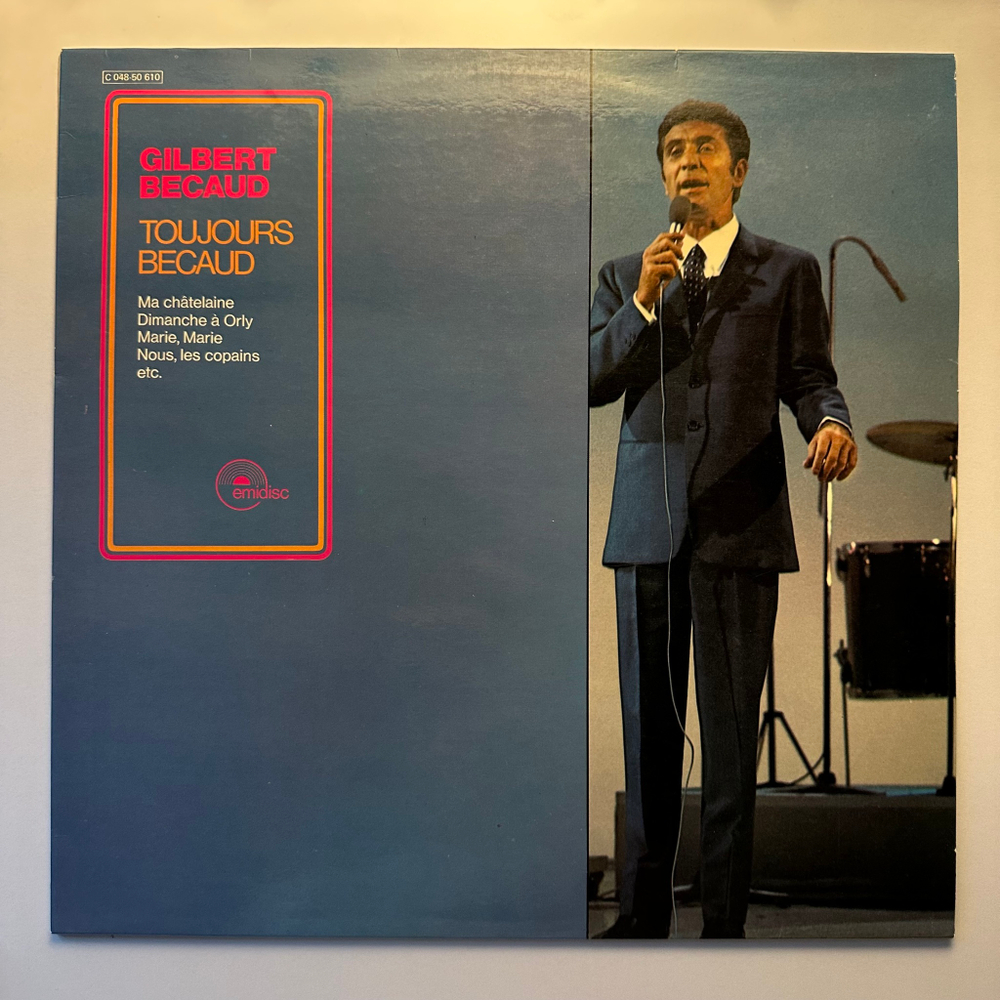 C 048-50 610
GILBERT
BECAUD
TOUJOURS
BECAUD
Ma châtelaine
Dimanche à Orly
Marie, Marie
Nous, les copains
etc.
emidisc